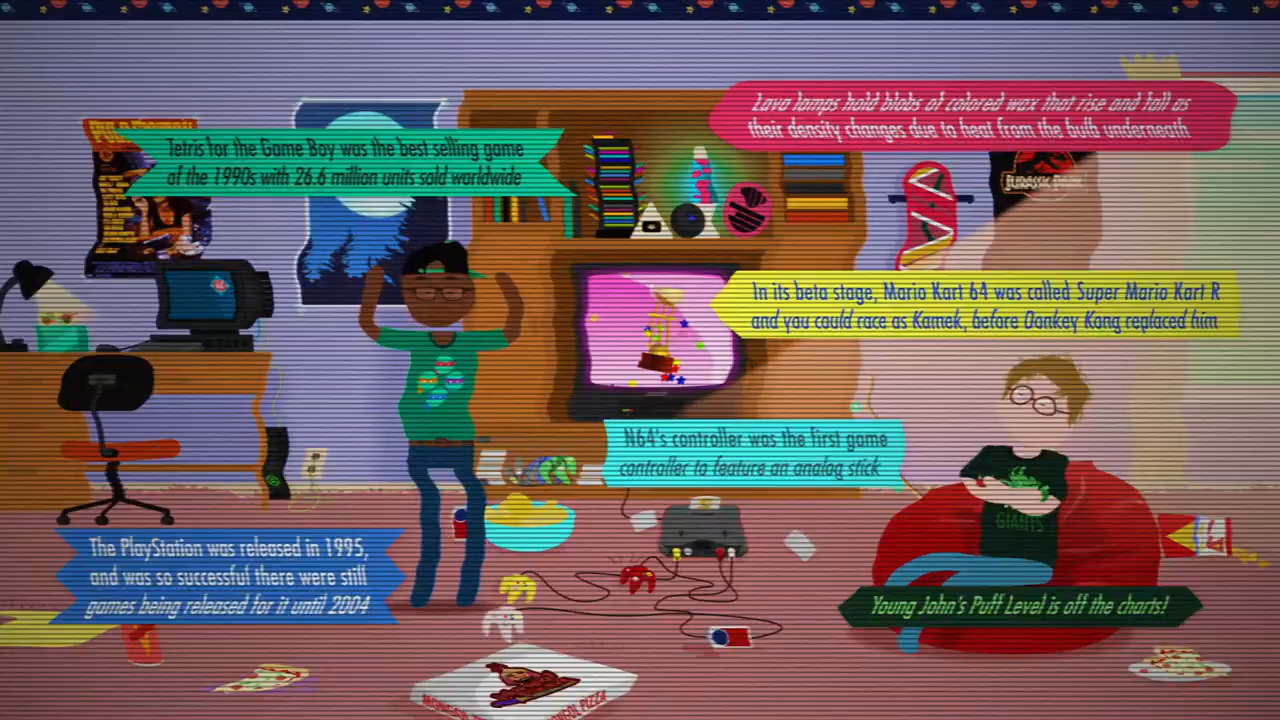 Lava lamps hold blobs of colored wax that rise and fall as
their density changes due to heat from the bulb underneath
Tetris for the Game Boy was the best selling game
of the 1990s with 26.6 million units sold worldwide
JURASSIC PARK
In its beta stage, Mario Kart 64 was called Super Mario Kart R
and you could race as Kamek, before Donkey Kong replaced him
N64's controller was the first game
controller to feature an analog stick
GIANTS
The PlayStation was released in 1995,
and was so successful there were still
games being released for it until 2004
Young John's Puff Level is off the charts!
PIZZA